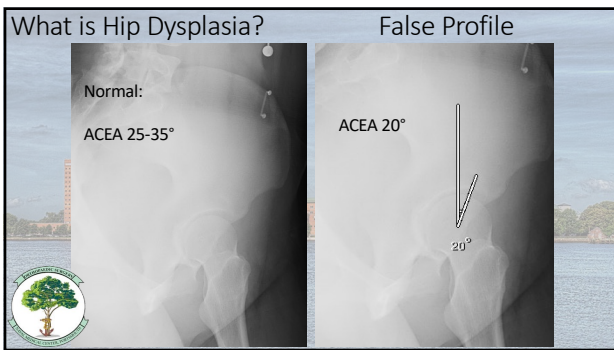 What is Hip Dysplasia?
False Profile
Normal:
ACEA 25-35°
ACEA 20°
20°